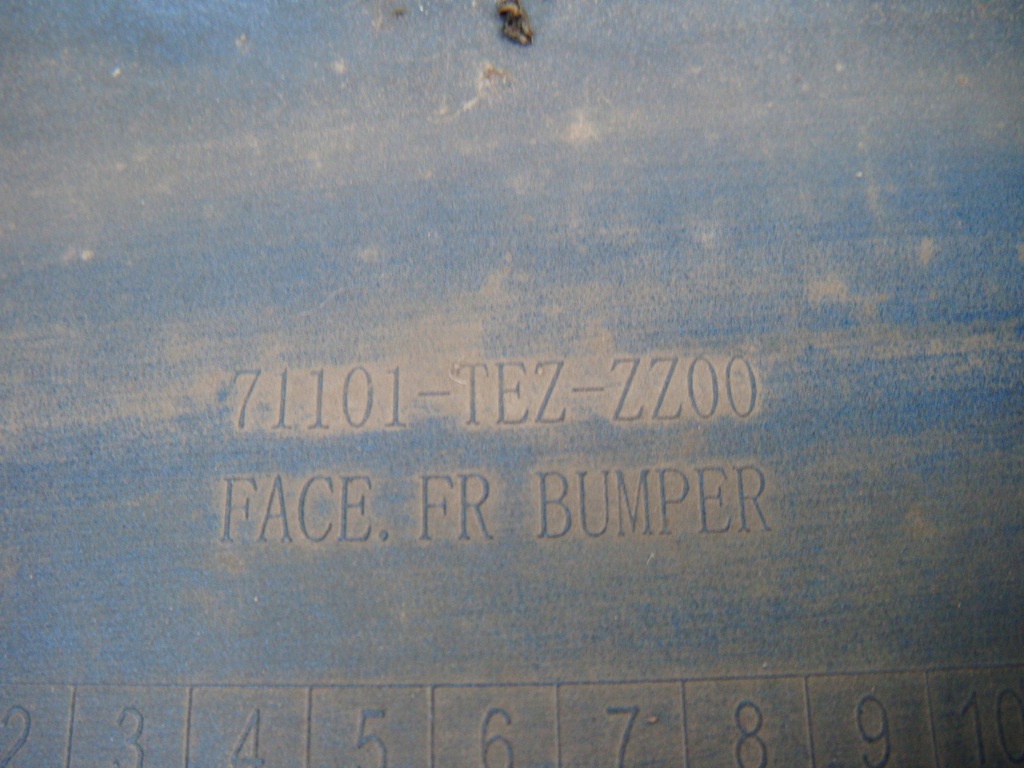 71101-TEZ-ZZ00
FACE. FR BUMPER
2 3 4 5 6 7 8 9 10